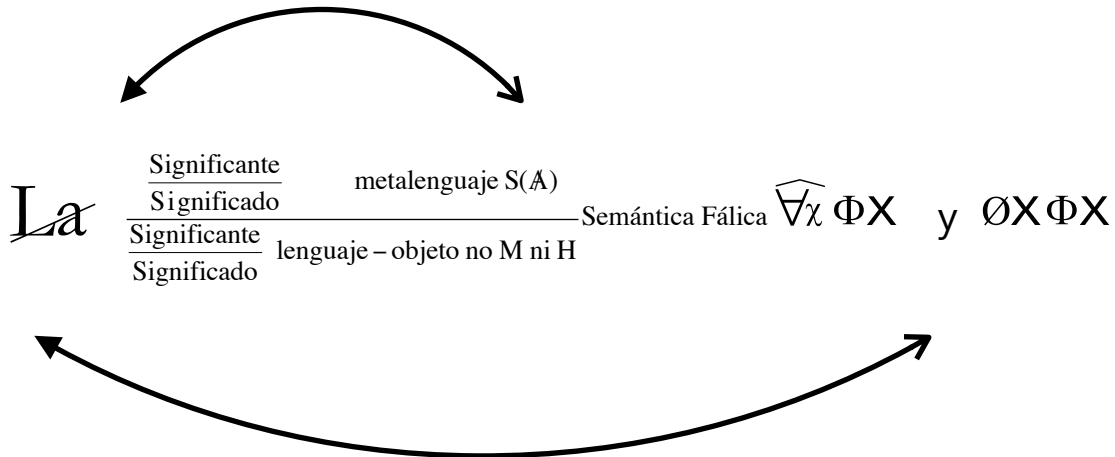 Significante
Significado metalenguaje S(Ⱥ)
La Semántica Fálica ∀χ ΦX y ØXΦX
Significante
Significado lenguaje – objeto no M ni H